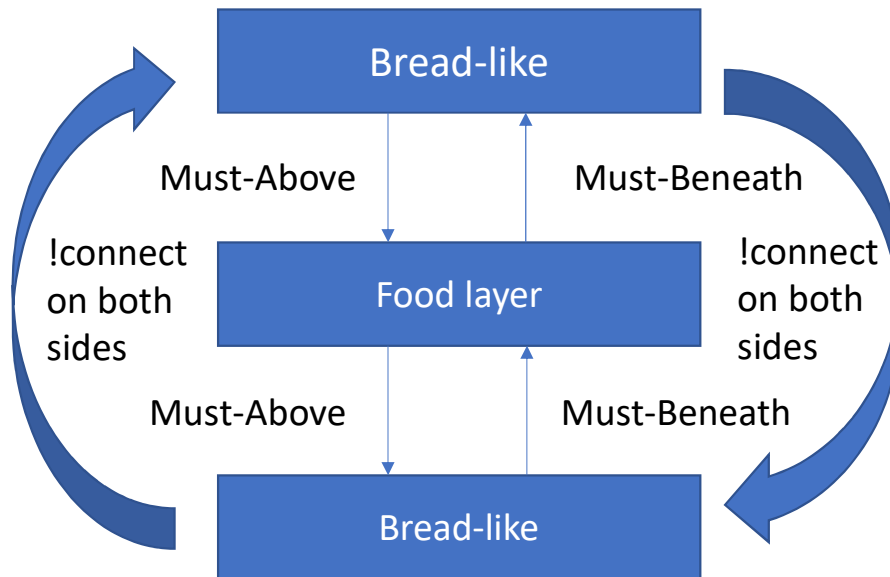 Bread-like
Must-Above
Must-Beneath
!connect
on both
sides
!connect
on both
sides
Food layer
Must-Above
Must-Beneath
Bread-like